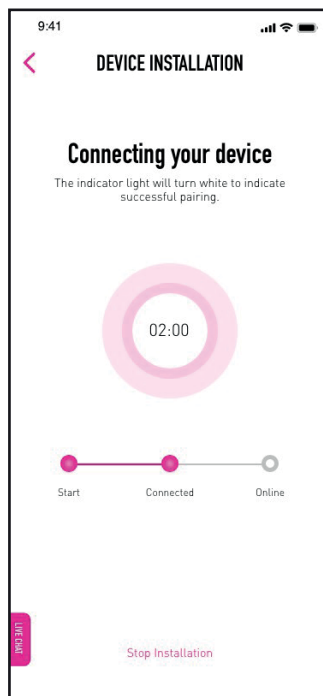 9:41
DEVICE INSTALLATION
Connecting your device
The indicator light will turn white to indicate
successful pairing.
02:00
Start
Connected
Online
LIVE CHAT
Stop Installation